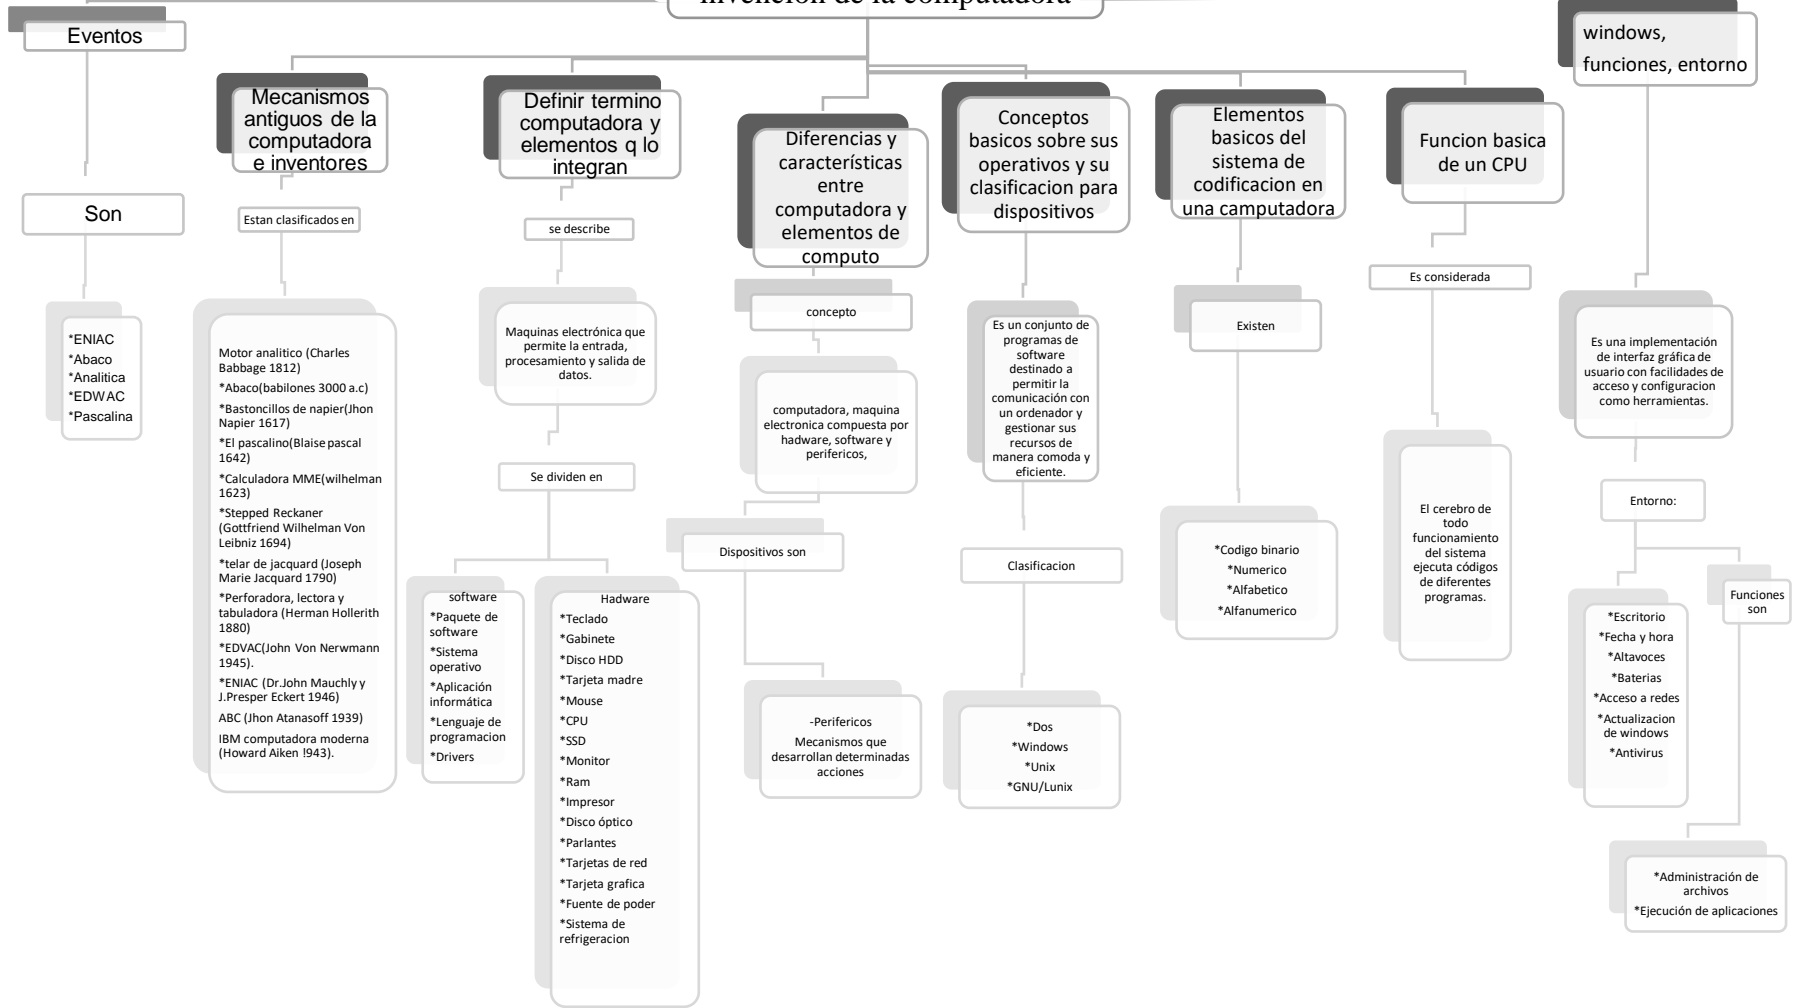 invencion de la computadora
Eventos
Son
*ENIAC
*Abaco
*Analitica
*EDWAC
*Pascalina
Mecanismos
antiguos de la
computadora
e inventores
Estan clasificados en
Motor analitico (Charles
Babbage 1812)
*Abaco(babilones 3000 a.c)
*Bastoncillos de napier(Jhon
Napier 1617)
*El pascalino(Blaise pascal
1642)
*Calculadora MME(wilhelman
1623)
*Stepped Reckaner
(Gottfriend Wilhelman Von
Leibniz 1694)
*telar de jacquard (Joseph
Marie Jacquard 1790)
*Perforadora, lectora y
tabuladora (Herman Hollerith
1880)
*EDVAC(John Von Nerwmann
1945).
*ENIAC (Dr.John Mauchly y
J.Presper Eckert 1946)
ABC (Jhon Atanasoff 1939)
IBM computadora moderna
(Howard Aiken !943).
Definir termino
computadora y
elementos q lo
integran
se describe
Maquinas electrónica que
permite la entrada,
procesamiento y salida de
datos.
Se dividen en
software
*Paquete de
software
*Sistema
operativo
*Aplicación
informática
*Lenguaje de
programacion
*Drivers
Hadware
*Teclado
*Gabinete
*Disco HDD
*Tarjeta madre
*Mouse
*CPU
*SSD
*Monitor
*Ram
*Impresor
*Disco óptico
*Parlantes
*Tarjetas de red
*Tarjeta grafica
*Fuente de poder
*Sistema de
refrigeracion
Diferencias y
características
entre
computadora y
elementos de
computo
concepto
computadora, maquina
electronica compuesta por
hadware, software y
perifericos,
Dispositivos son
-Perifericos
Mecanismos que
desarrollan determinadas
acciones
Conceptos
basicos sobre sus
operativos y su
clasificacion para
dispositivos
Es un conjunto de
programas de
software
destinado a
permitir la
comunicación con
un ordenador y
gestionar sus
recursos de
manera comoda y
eficiente.
Clasificacion
*Dos
*Windows
*Unix
*GNU/Lunix
Elementos
basicos del
sistema de
codificacion en
una camputadora
Existen
*Codigo binario
*Numerico
*Alfabetico
*Alfanumerico
Funcion basica
de un CPU
Es considerada
El cerebro de
todo
funcionamiento
del sistema
ejecuta códigos
de diferentes
programas.
windows,
funciones, entorno
Es una implementación
de interfaz gráfica de
usuario con facilidades de
acceso y configuracion
como herramientas.
Entorno:
*Escritorio
*Fecha y hora
*Altavoces
*Baterias
*Acceso a redes
*Actualizacion
de windows
*Antivirus
Funciones
son
*Administración de
archivos
*Ejecución de aplicaciones